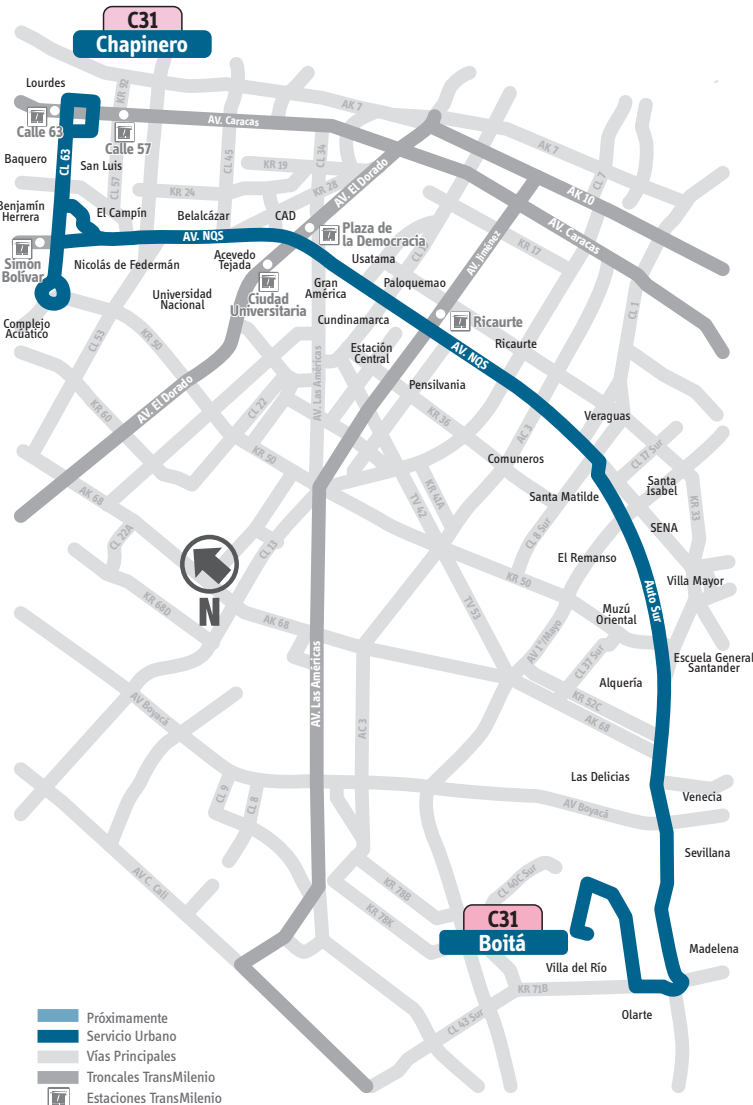 C31
Chapinero
Lourdes
KR 92
AK 7
Calle 63
AV. Caracas
Calle 57
AK 7
Baquero
CL 63
San Luis
CL 57
CL 45
KR 19
CL 34
AV. El Dorado
CL 7
KR 24
KR 28
AK 10
Benjamín
Herrera
El Campín
Belalcázar
CAD
AV. Caracas
AV. NQS
Plaza de
la Democracia
KR 17
AV. Jiménez
Simón
Bolívar
Nicolás de Federmán
Acevedo
Tejada
Usatama
Universidad
Nacional
Ciudad
Universitaria
Gran
América
Paloquemao
CL 1
Complejo
Acuático
Cundinamarca
Ricaurte
CL 53
KR 50
Estación
Central
AV. NQS
Ricaurte
AV. El Dorado
AV. Las Américas
Pensilvania
KR 60
CL 22
KR 36
AC 3
Veraguas
KR 50
Comuneros
CL 17 Sur
AK 68
TV 42
KR 41A
Santa Matilde
Santa
Isabel
KR 33
CL 22A
CL 13
CL 8 Sur
SENA
N
El Remanso
KR 50
Auto Sur
Villa Mayor
KR 68D
AK 68
TV 53
AV 1°/Mayo
Muzú
Oriental
CL 37 Sur
Escuela General
Santander
AV. Las Américas
Alquería
KR 52C
AK 68
AV Boyacá
AC 3
Las Delicias
Venecia
CL 9
CL 8
AV Boyacá
Sevillana
AV C. Cali
KR 78B
KR 78K
CL 40C Sur
C31
Boitá
Madelena
Villa del Río
KR 71B
Olarte
CL 43 Sur
Próximamente
Servicio Urbano
Vías Principales
Troncales TransMilenio
Estaciones TransMilenio